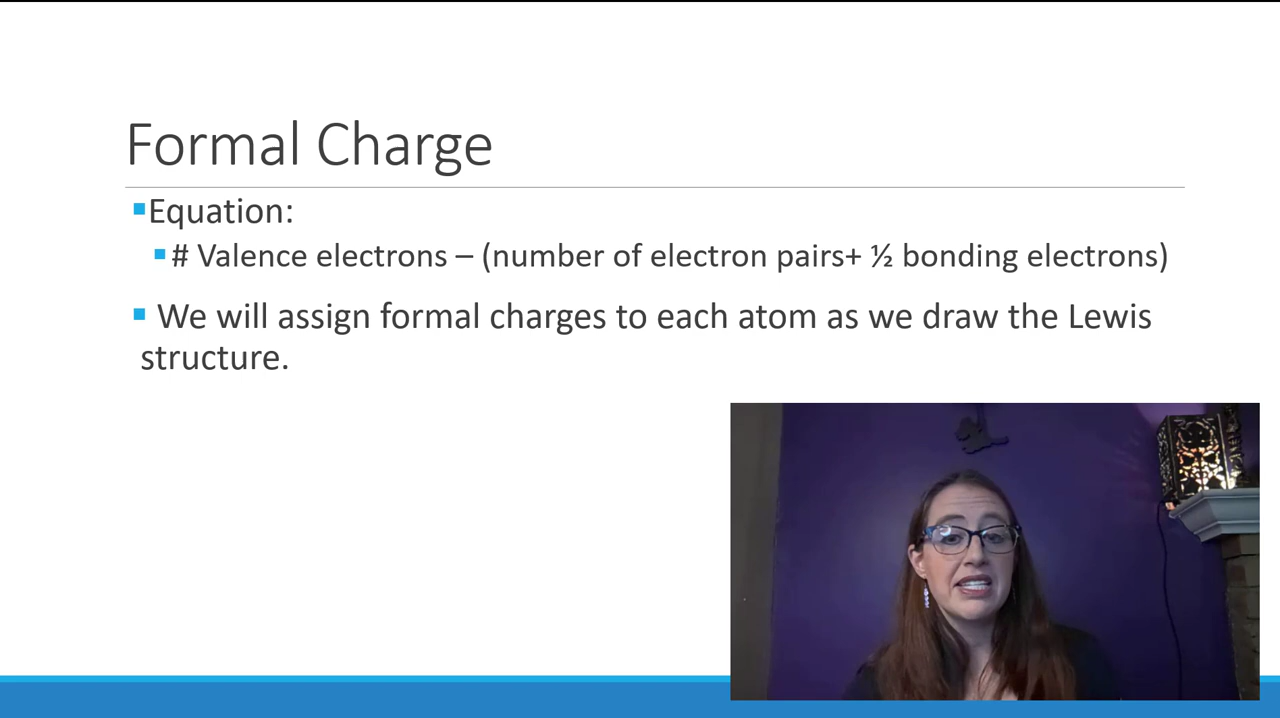 Formal Charge
Equation:
# Valence electrons – (number of electron pairs+ ½ bonding electrons)
We will assign formal charges to each atom as we draw the Lewis
structure.